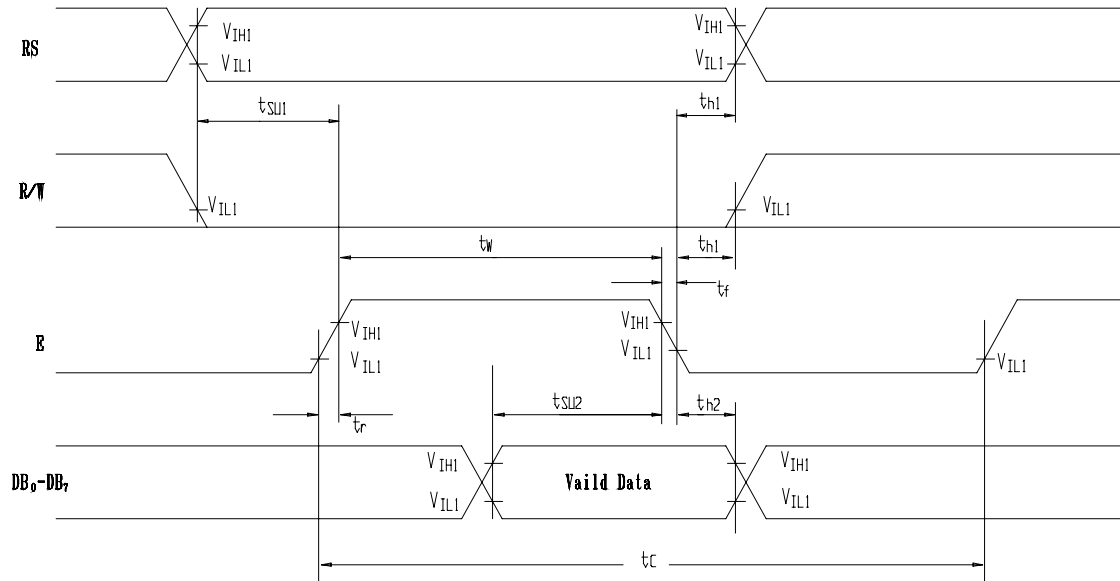 RS
VIH1
VIL1
VIH1
VIL1
tSU1
th1
R/W
VIL1
VIL1
tW
th1
tf
E
VIH1
VIL1
VIH1
VIL1
VIL1
tr
tSU2
th2
DB0-DB7
VIH1
VIL1
Vaild Data
VIH1
VIL1
tC